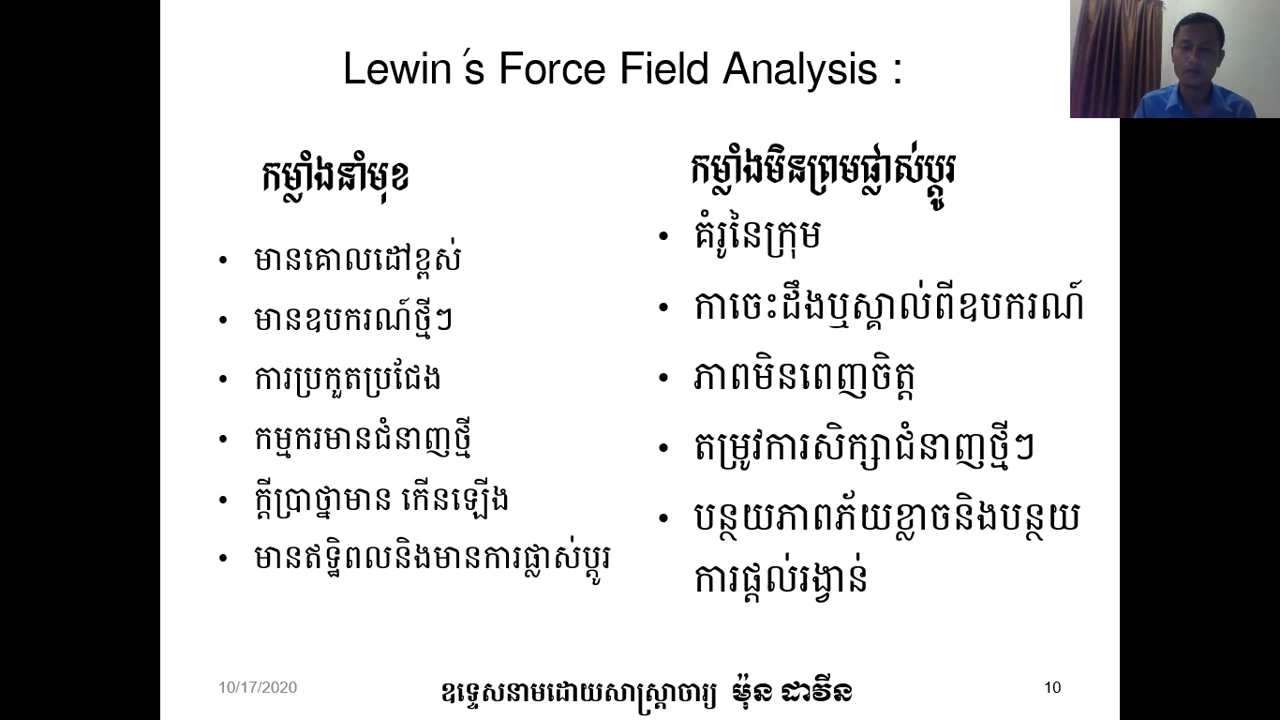 Lewin´s Force Field Analysis :
កម្លាំងនាំមុខ
• មានគោលដៅខ្ពស់
• មានឧបករណ៍ថ្មីៗ
• ការប្រកួតប្រជែង
• កម្មករមានជំនាញថ្មី
• ក្តីប្រាថ្នាមាន កើនឡើង
• មានឥទ្ធិពលនិងមានការផ្លាស់ប្តូរ
កម្លាំងមិនព្រមផ្លាស់ប្តូរ
• គំរូនៃក្រុម
• កាចេះដឹងឬស្គាល់ពីឧបករណ៍
• ភាពមិនពេញចិត្ត
• តម្រូវការសិក្សាជំនាញថ្មីៗ
• បន្ថយភាពភ័យខ្លាចនិងបន្ថយ
ការផ្តល់រង្វាន់
10/17/2020
ឧទ្ទេសនាមដោយសាស្ត្រាចារ្យ ម៉ុន ដាវីន
10